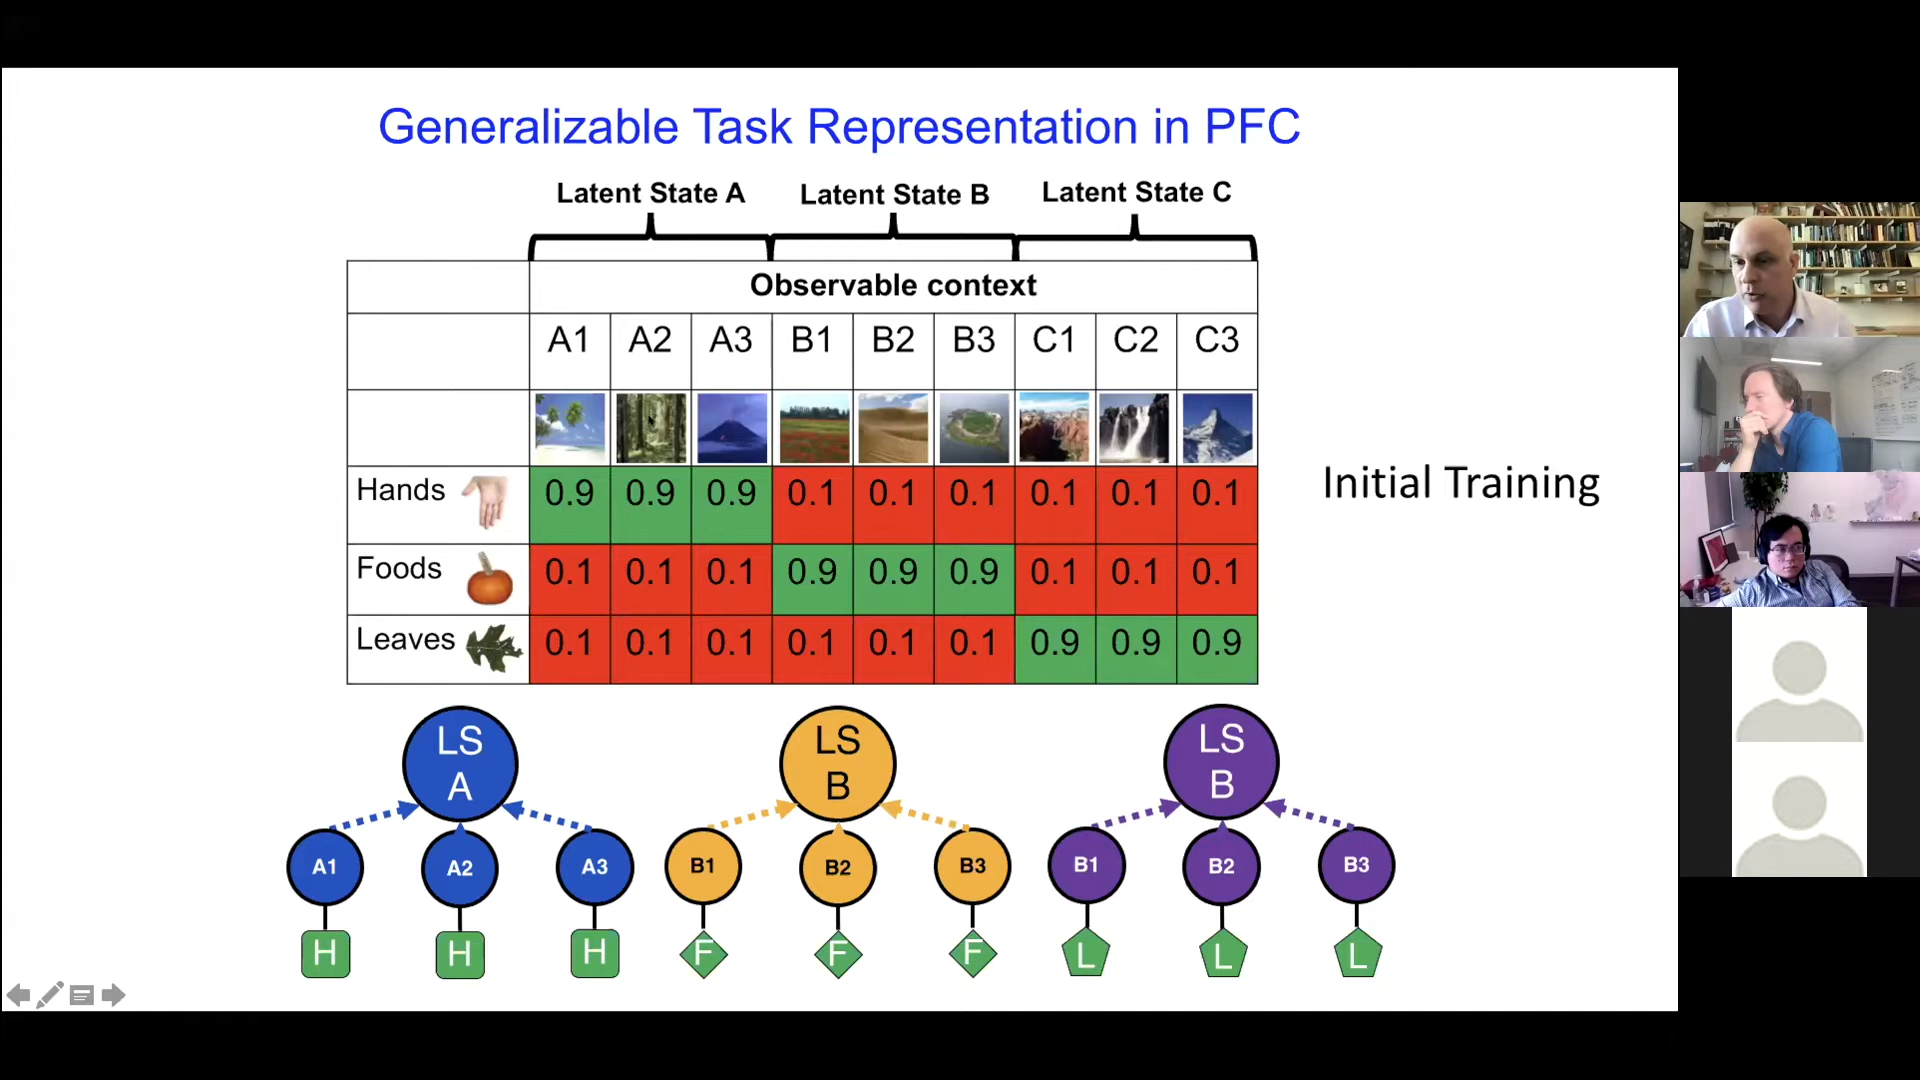 Generalizable Task Representation in PFC
Latent State A
Latent State B
Latent State C
Observable context
A1 A2 A3 B1 B2 B3 C1 C2 C3
Hands 0.9 0.9 0.9 0.1 0.1 0.1 0.1 0.1 0.1
Initial Training
Foods 0.1 0.1 0.1 0.9 0.9 0.9 0.1 0.1 0.1
Leaves 0.1 0.1 0.1 0.1 0.1 0.1 0.9 0.9 0.9
LS
A
LS
B
LS
B
A1 A2 A3 B1 B2 B3 B1 B2 B3
H H H F F F L L L